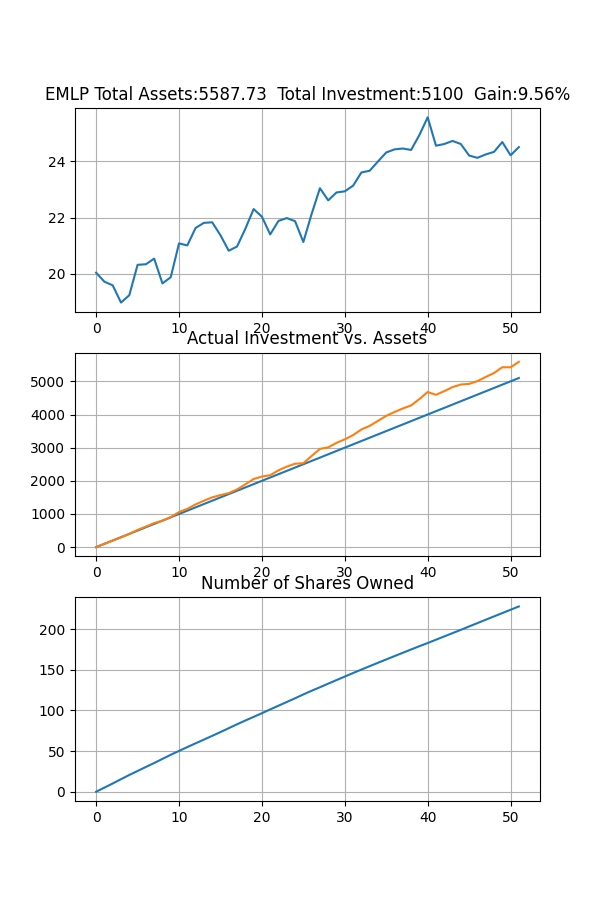 EMLP Total Assets:5587.73  Total Investment:5100  Gain:9.56%
24
22
20
0 10 20 30 40 50
Actual Investment vs. Assets
5000
4000
3000
2000
1000
0
0 10 20 30 40 50
Number of Shares Owned
200
150
100
50
0
0 10 20 30 40 50